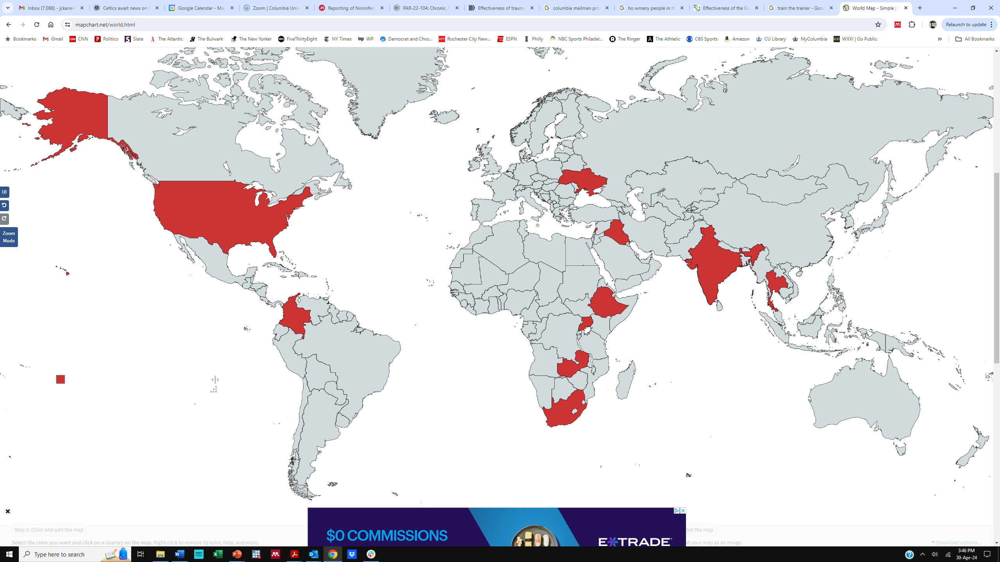 Inbox (7,088) - jckane4
Celtics await news on K
Google Calendar - May
Zoom | Columbia Unive
Reporting of Noninferi
PAR-22-104: Chronic, N
Effectiveness of trauma
columbia mailman pro
ho wmany people in th
Effectiveness of the Co
train the trainer - Goog
World Map - Simple |
mapchart.net/world.html
Relaunch to update
Bookmarks
Gmail
CNN CNN
P Politico
S Slate
A The Atlantic
The Bulwark
The New Yorker
abc FiveThirtyEight
NY Times
wp WP
Democrat and Chro...
CITY Rochester City New...
ESPN
Philly
NBC Sports Philadel...
The Ringer
A The Athletic
CBS Sports
Amazon
CU Library
MyColumbia
WXXI | Go Public.
All Bookmarks
UI
Zoom
Mode
Step 1: Color and edit the map
Select the color you want and click on a country on the map. Right-click to remove its color, hide, and more.
$0 COMMISSIONS
E*TRADE
Get the map
d your map as an image.
Download options...
Type here to search
3:46 PM
30-Apr-24